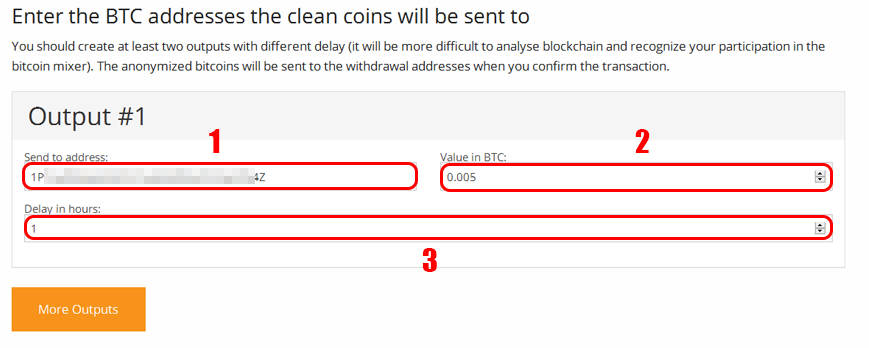 Enter the BTC addresses the clean coins will be sent to
You should create at least two outputs with different delay (it will be more difficult to analyse blockchain and recognize your participation in the
bitcoin mixer). The anonymized bitcoins will be sent to the withdrawal addresses when you confirm the transaction.
Output #1
1
2
Send to address:
Value in BTC:
1P 4Z
0.005
Delay in hours:
1
3
More Outputs